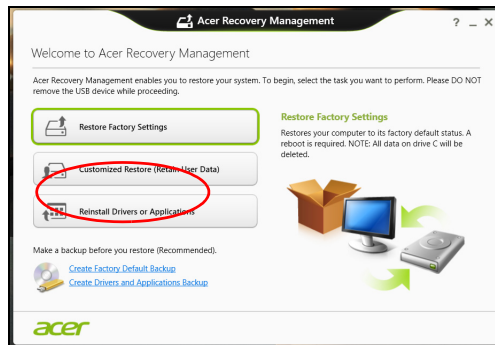 Acer Recovery Management
? _ X
Welcome to Acer Recovery Management
Acer Recovery Management enables you to restore your system. To begin, select the task you want to perform. Please DO NOT
remove the USB device while proceeding.
Restore Factory Settings
Customized Restore (Retain User Data)
Reinstall Drivers or Applications
Restore Factory Settings
Restores your computer to its factory default status. A
reboot is required. NOTE: All data on drive C will be
deleted.
Make a backup before you restore (Recommended).
Create Factory Default Backup
Create Drivers and Applications Backup
acer